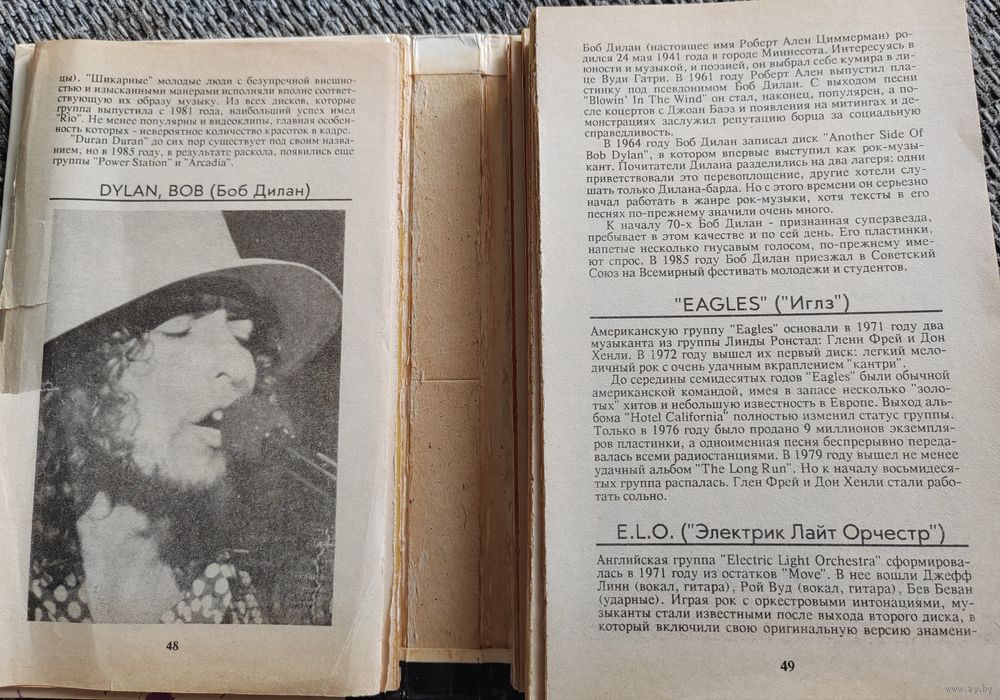 цы). "Шикарные" молодые люди с безупречной внешно-
стью и изысканными манерами исполняли вполне соответ-
ствующую их образу музыку. Из всех дисков, которые
группа выпустила с 1981 года, наибольший успех имел
"Rio". Не менее популярны и видеоклипы, главная особен-
ность которых - невероятное количество красоток в кадре.
"Duran Duran" до сих пор существует под своим назва-
нием, но в 1985 году, в результате раскола, появились еще
группы "Power Station" и "Arcadia".
DYLAN, BOB (Боб Дилан)
48
Боб Дилан (настоящее имя Роберт Ален Циммерман) ро-
дился 24 мая 1941 года в городе Миннесота. Интересуясь в
юности и музыкой, и поэзией, он выбрал себе кумира в ли-
це Вуди Гатри. В 1961 году Роберт Ален выпустил пла-
стинку под псевдонимом Боб Дилан. С выходом песни
"Blowin' In The Wind" он стал, наконец, популярен, а по-
сле коцертов с Джоан Баэз и появления на митингах и де-
монстрациях заслужил репутацию борца за социальную
справедливость.
В 1964 году Боб Дилан записал диск "Another Side Of
Bob Dylan", в котором впервые выступил как рок-музы-
кант. Почитатели Дилана разделились на два лагеря: одни
приветствовали это перевоплощение, другие хотели слу-
шать только Дилана-барда. Но с этого времени он серьезно
начал работать в жанре рок-музыки, хотя тексты в его
песнях по-прежнему значили очень много.
К началу 70-х Боб Дилан - признанная суперзвезда,
пребывает в этом качестве и по сей день. Его пластинки,
напетые несколько гнусавым голосом, по-прежнему име-
ют спрос. В 1985 году Боб Дилан приезжал в Советский
Союз на Всемирный фестивать молодежи и студентов.
"EAGLES" ("Иглз")
Американскую группу "Eagles" основали в 1971 году два
музыканта из группы Линды Ронстад: Гленн Фрей и Дон
Хенли. В 1972 году вышел их первый диск: легкий мело-
дичный рок с очень удачным вкраплением "кантри".
До середины семидесятых годов "Eagles" были обычной
американской командой, имея в запасе несколько "золо-
тых" хитов и небольшую известность в Европе. Выход аль-
бома "Hotel California" полностью изменил статус группы.
Только в 1976 году было продано 9 миллионов экземпля-
ров пластинки, а одноименная песня беспрерывно переда-
валась всеми радиостанциями. В 1979 году вышел не менее
удачный альбом "The Long Run". Но к началу восьмидеся-
тых группа распалась. Глен Фрей и Дон Хенли стали рабо-
тать сольно.
E.L.O. ("Электрик Лайт Орчестр")
Английская группа "Electric Light Orchestra" сформирова-
лась в 1971 году из остатков "Move". В нее вошли Джефф
Линн (вокал, гитара), Рой Вуд (вокал, гитара), Бев Беван
(ударные). Играя рок с оркестровыми интонациями, му-
зыканты стали известными после выхода второго диска, в
который включили свою оригинальную версию знамени-
49
www.ay.by